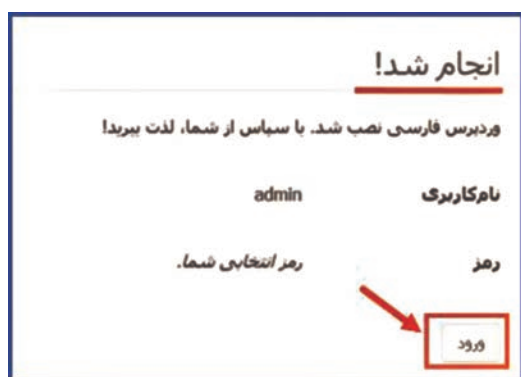 انجام شد!
وردپرس فارسی نصب شد. با سپاس از شما، لذت ببرید!
نام‌کاربری admin
رمز رمز انتخابی شما.
ورود